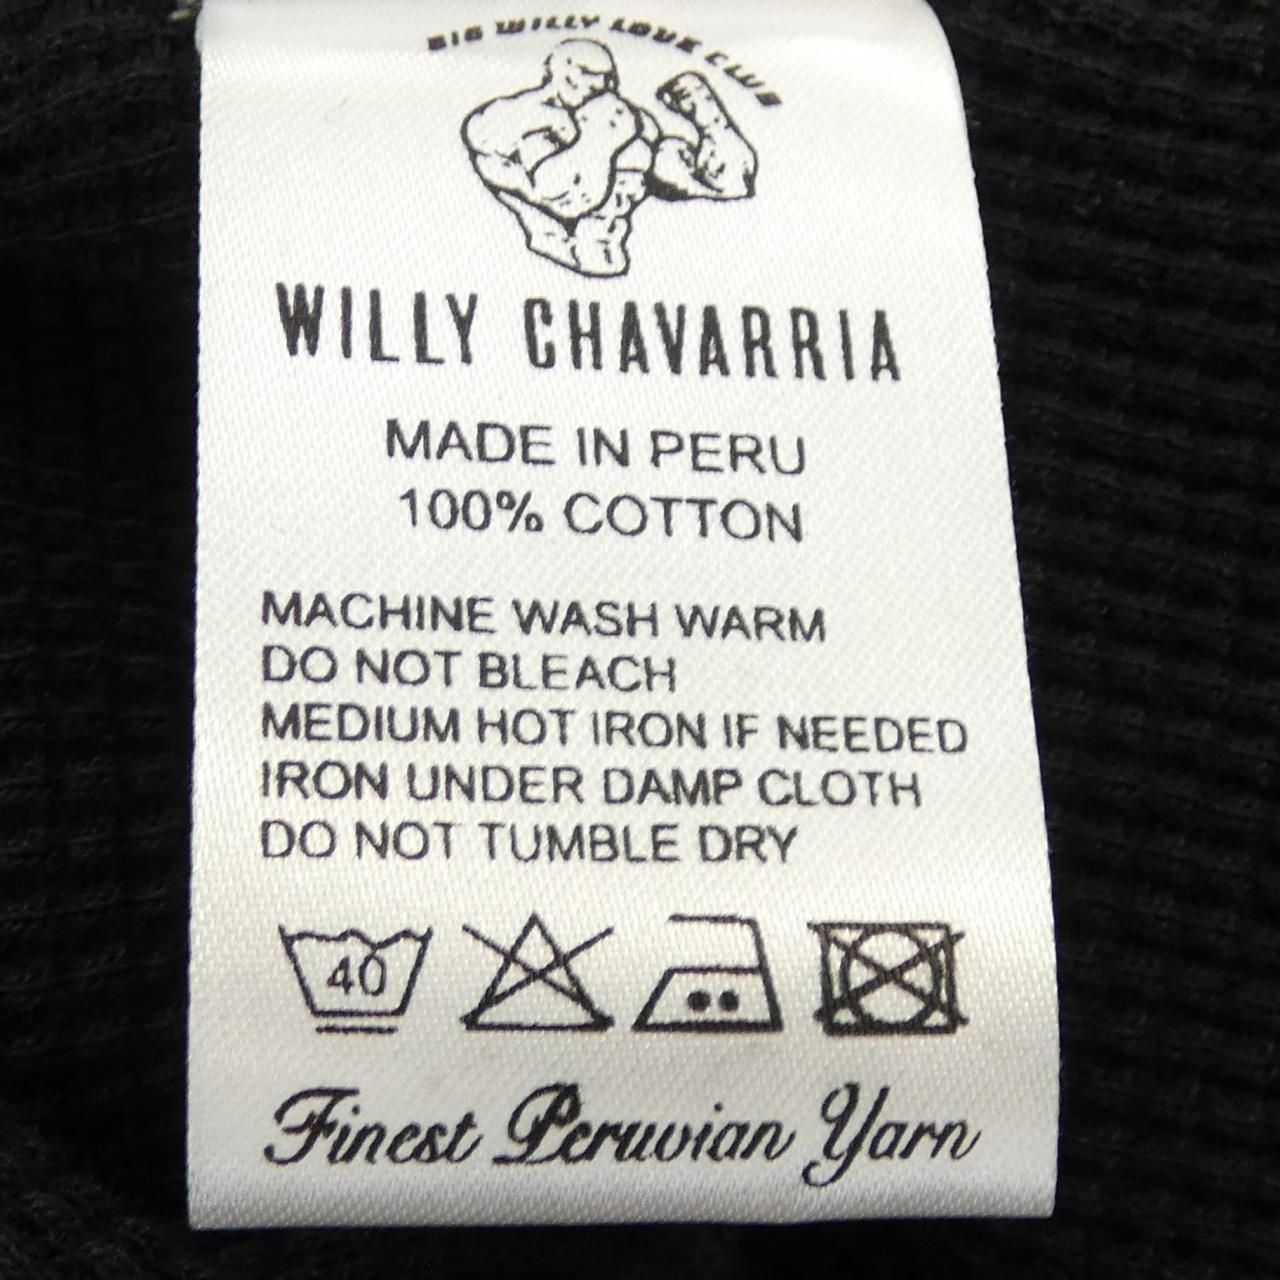 BIG WILLY LOVE CLUB
WILLY CHAVARRIA
MADE IN PERU
100% COTTON
MACHINE WASH WARM
DO NOT BLEACH
MEDIUM HOT IRON IF NEEDED
IRON UNDER DAMP CLOTH
DO NOT TUMBLE DRY
40
Finest Peruvian Yarn